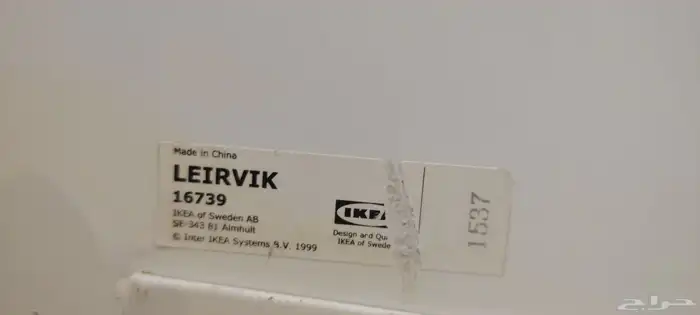 Made in China
LEIRVIK
16739
IKEA of Sweden AB
SE-343 81 Älmhult
© Inter IKEA Systems B.V. 1999
IKEA
Design and Qu
IKEA of Swede
1537
حراج